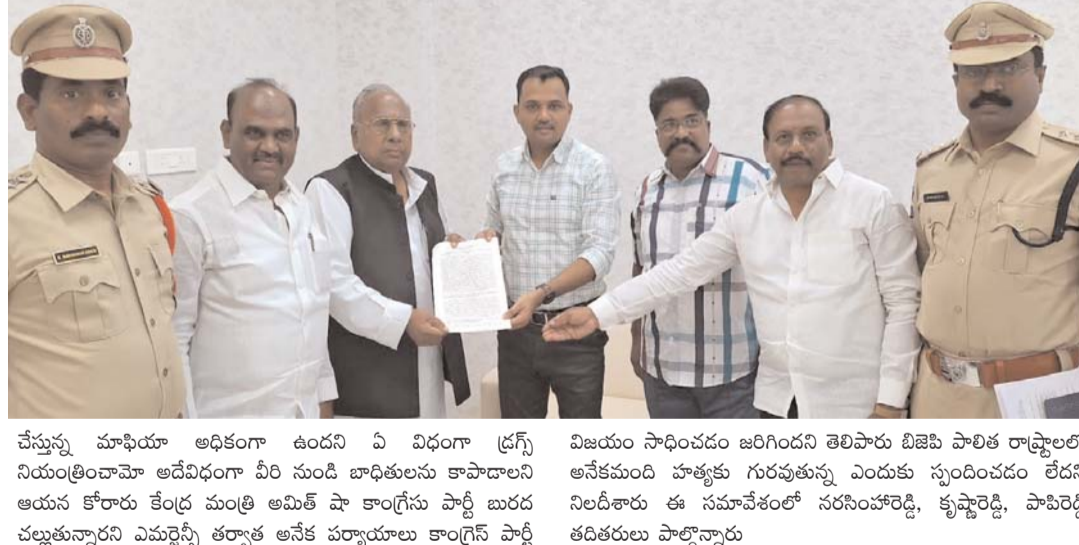 చేస్తున్న మాఫియా అధికంగా ఉందని ఏ విధంగా డ్రగ్స్
నియంత్రించామో అదేవిధంగా వీరి నుండి బాధితులను కాపాడాలని
ఆయన కోరారు కేంద్ర మంత్రి అమిత్ షా కాంగ్రేసు పార్టీ బురద
చల్లుతున్నారని ఎమర్జెన్సీ తర్వాత అనేక పర్యాయాలు కాంగ్రెస్ పార్టీ
విజయం సాధించడం జరిగిందని తెలిపారు బిజెపి పాలిత రాష్ట్రాలలో
అనేకమంది హత్యకు గురవుతున్న ఎందుకు స్పందించడం లేదని
నిలదీశారు ఈ సమావేశంలో నరసింహారెడ్డి, కృష్ణారెడ్డి, పాపిరెడ్డి
తదితరులు పాల్గొన్నారు